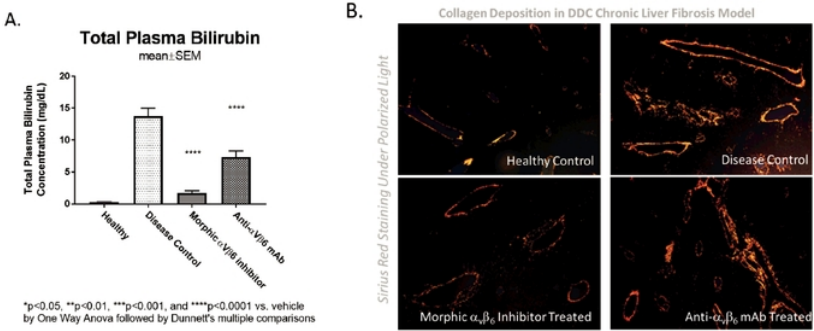 A.
Total Plasma Bilirubin
mean±SEM
Total Plasma Bilirubin
Concentration (mg/dL)
20
15
10
5
0
****
****
Healthy
Disease Control
Morphic αVβ6 inhibitor
Anti-αVβ6 mAb
*p<0.05, **p<0.01, ***p<0.001, and ****p<0.0001 vs. vehicle
by One Way Anova followed by Dunnett's multiple comparisons
B.
Collagen Deposition in DDC Chronic Liver Fibrosis Model
Sirius Red Staining Under Polarized Light
Healthy Control
Disease Control
Morphic αvβ6 Inhibitor Treated
Anti-αvβ6 mAb Treated